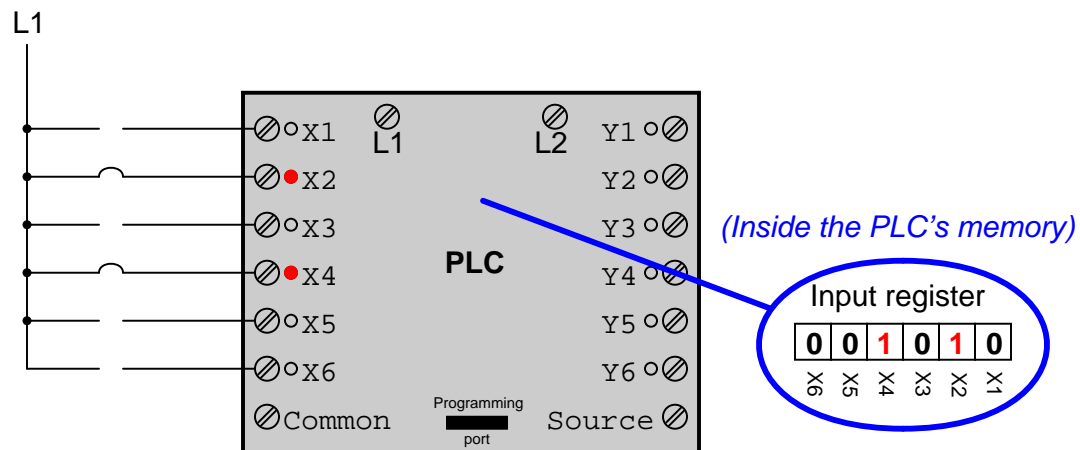 L1
X1 L1 L2 Y1
X2 Y2
X3 Y3
(Inside the PLC's memory)
X4 PLC Y4
Input register
X5 Y5
0 0 1 0 1 0
X6 Y6
X6 X5 X4 X3 X2 X1
Common Programming port Source